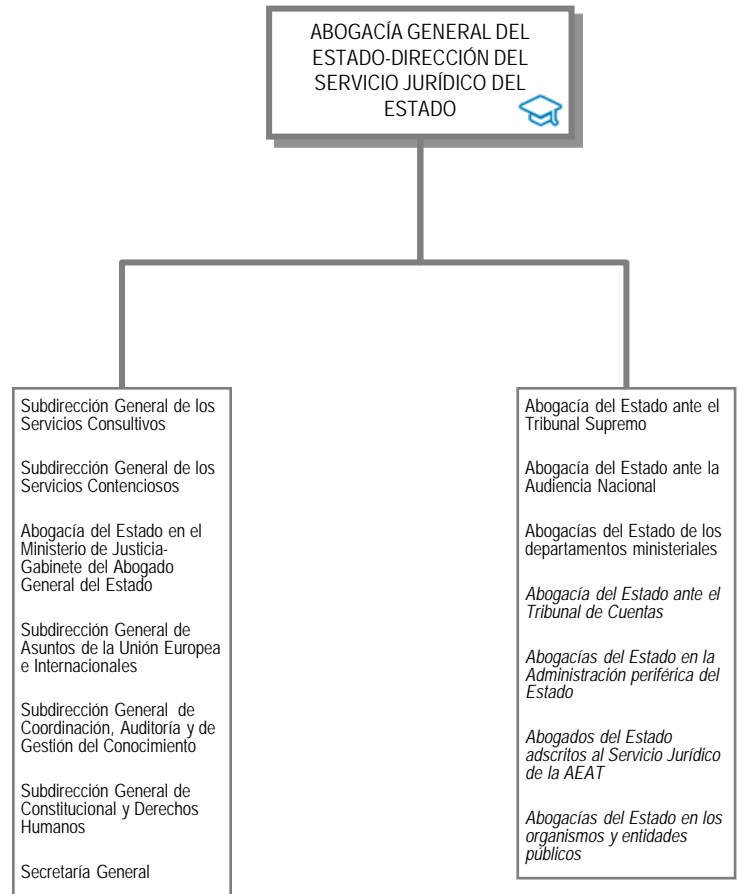 ABOGACÍA GENERAL DEL
ESTADO-DIRECCIÓN DEL
SERVICIO JURÍDICO DEL
ESTADO
Subdirección General de los
Servicios Consultivos
Subdirección General de los
Servicios Contenciosos
Abogacía del Estado en el
Ministerio de Justicia-
Gabinete del Abogado
General del Estado
Subdirección General de
Asuntos de la Unión Europea
e Internacionales
Subdirección General de
Coordinación, Auditoría y de
Gestión del Conocimiento
Subdirección General de
Constitucional y Derechos
Humanos
Secretaría General
Abogacía del Estado ante el
Tribunal Supremo
Abogacía del Estado ante la
Audiencia Nacional
Abogacías del Estado de los
departamentos ministeriales
Abogacía del Estado ante el
Tribunal de Cuentas
Abogacías del Estado en la
Administración periférica del
Estado
Abogados del Estado
adscritos al Servicio Jurídico
de la AEAT
Abogacías del Estado en los
organismos y entidades
públicos